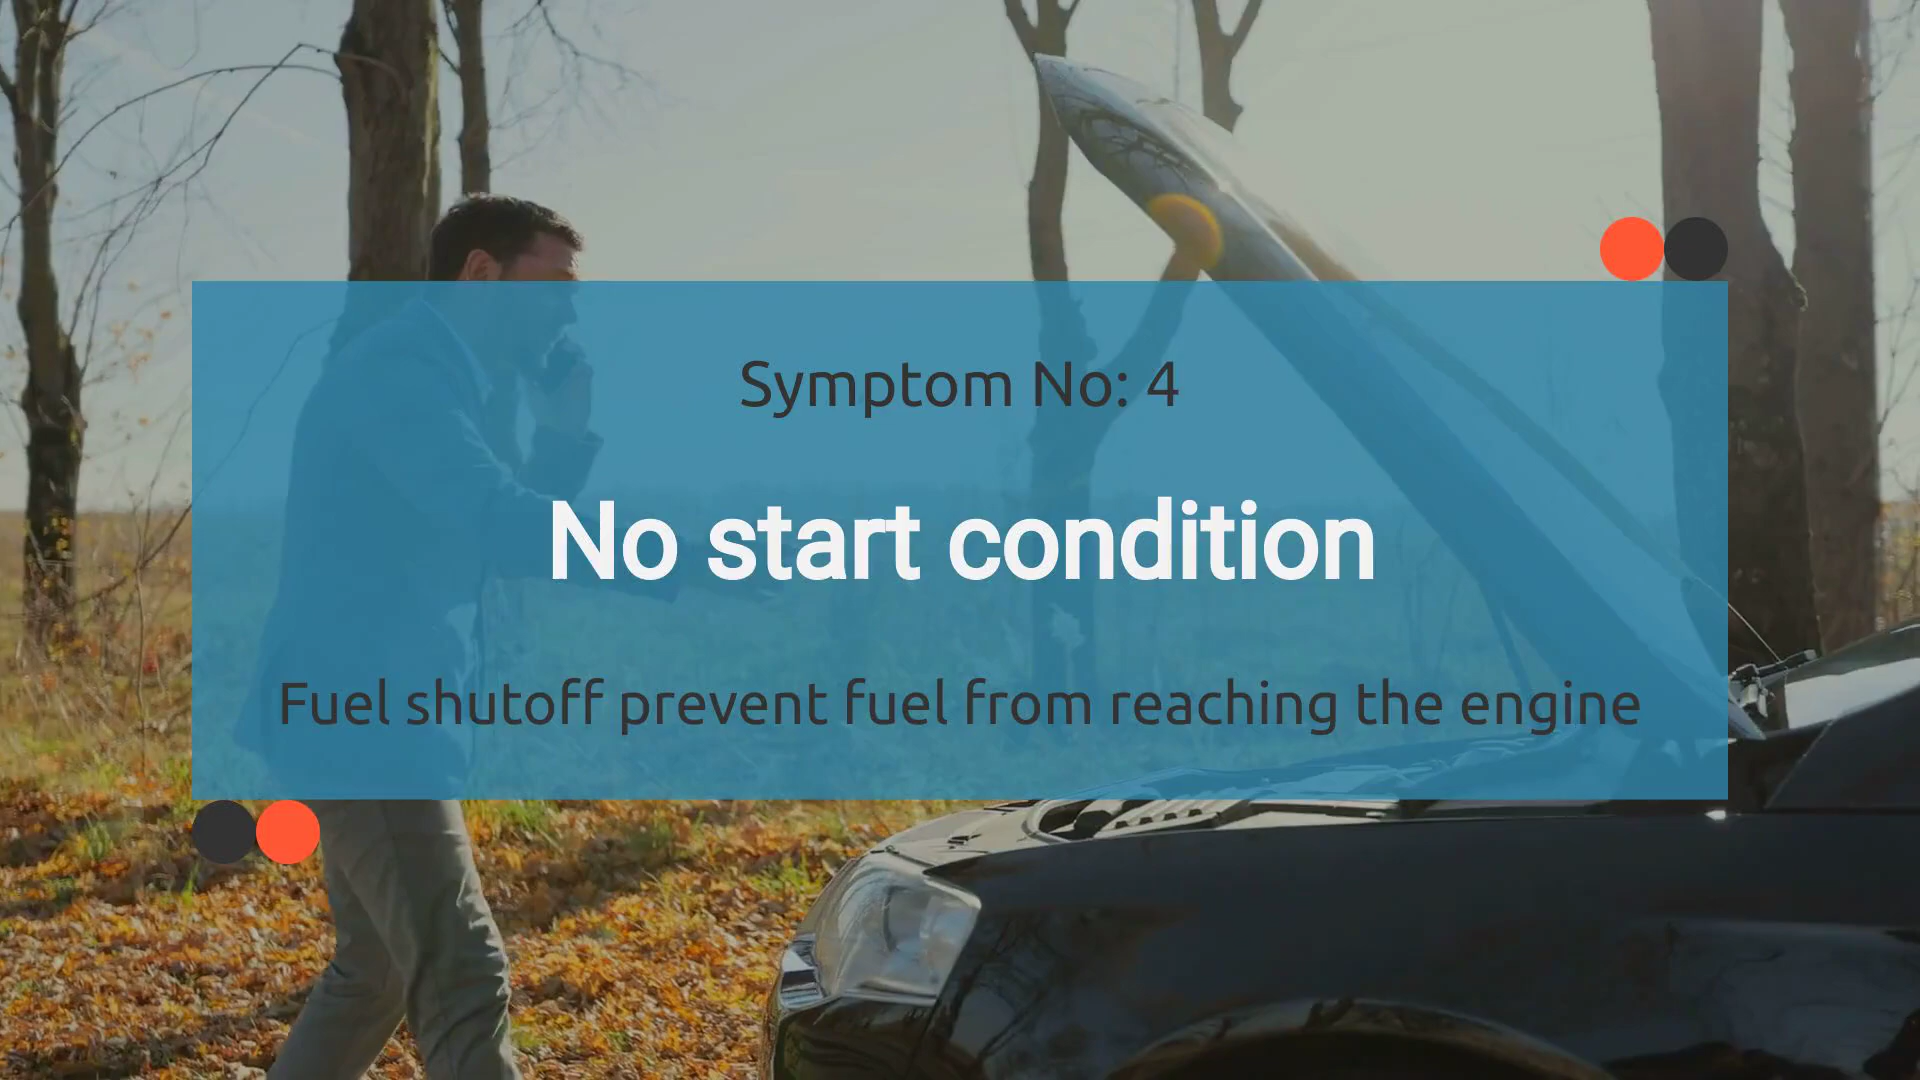 Symptom No: 4
No start condition
Fuel shutoff prevent fuel from reaching the engine